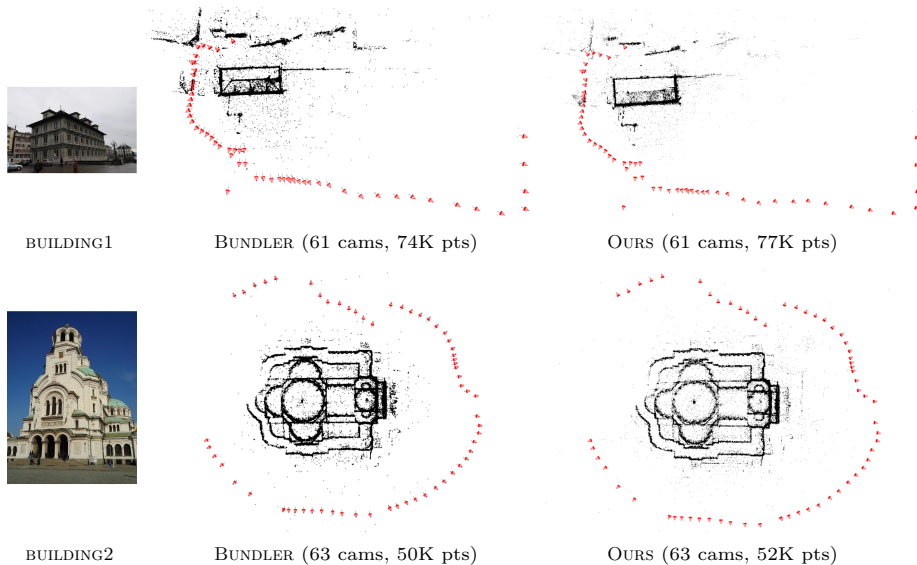 BUILDING1
BUNDLER (61 cams, 74K pts)
OURS (61 cams, 77K pts)
BUILDING2
BUNDLER (63 cams, 50K pts)
OURS (63 cams, 52K pts)